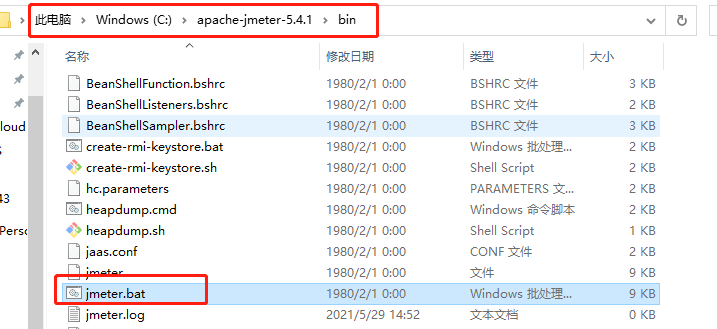 此电脑 > Windows (C:) > apache-jmeter-5.4.1 > bin
名称 修改日期 类型 大小
BeanShellFunction.bshrc 1980/2/1 0:00 BSHRC 文件 3 KB
BeanShellListeners.bshrc 1980/2/1 0:00 BSHRC 文件 2 KB
BeanShellSampler.bshrc 1980/2/1 0:00 BSHRC 文件 3 KB
create-rmi-keystore.bat 1980/2/1 0:00 Windows 批处理... 2 KB
create-rmi-keystore.sh 1980/2/1 0:00 Shell Script 2 KB
hc.parameters 1980/2/1 0:00 PARAMETERS 文... 2 KB
heapdump.cmd 1980/2/1 0:00 Windows 命令脚本 2 KB
heapdump.sh 1980/2/1 0:00 Shell Script 1 KB
jaas.conf 1980/2/1 0:00 CONF 文件 2 KB
jmeter 1980/2/1 0:00 文件 9 KB
jmeter.bat 1980/2/1 0:00 Windows 批处理... 9 KB
jmeter.log 2021/5/29 14:52 文本文档 2 KB
cloud
43
Perso